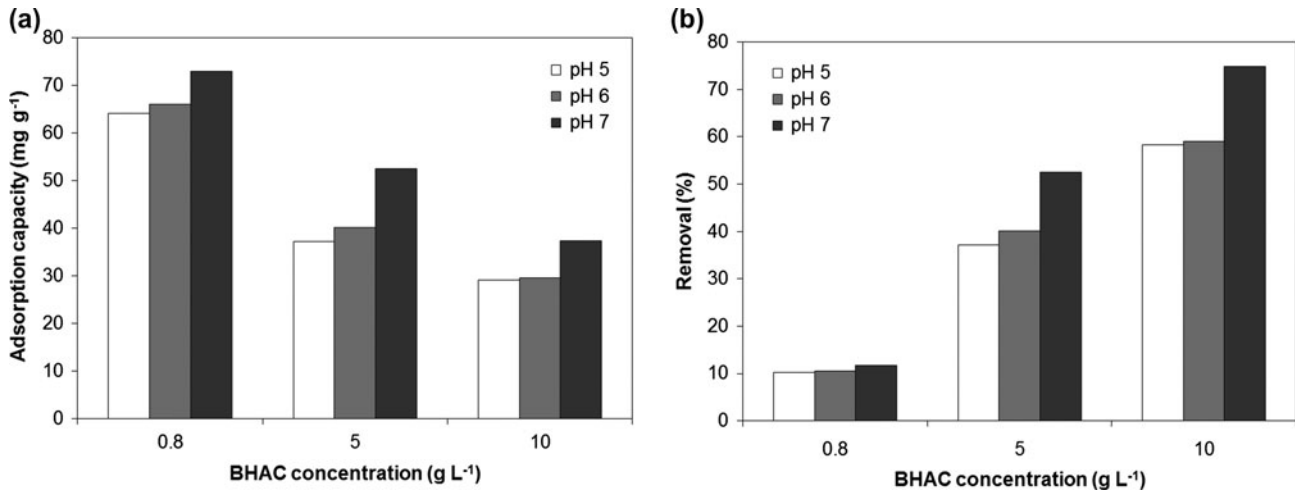 (a)
80
70
60
50
40
30
20
10
0
Adsorption capacity (mg g⁻¹)
pH 5
pH 6
pH 7
0.8 5 10
BHAC concentration (g L⁻¹)
(b)
80
70
60
50
40
30
20
10
0
Removal (%)
pH 5
pH 6
pH 7
0.8 5 10
BHAC concentration (g L⁻¹)